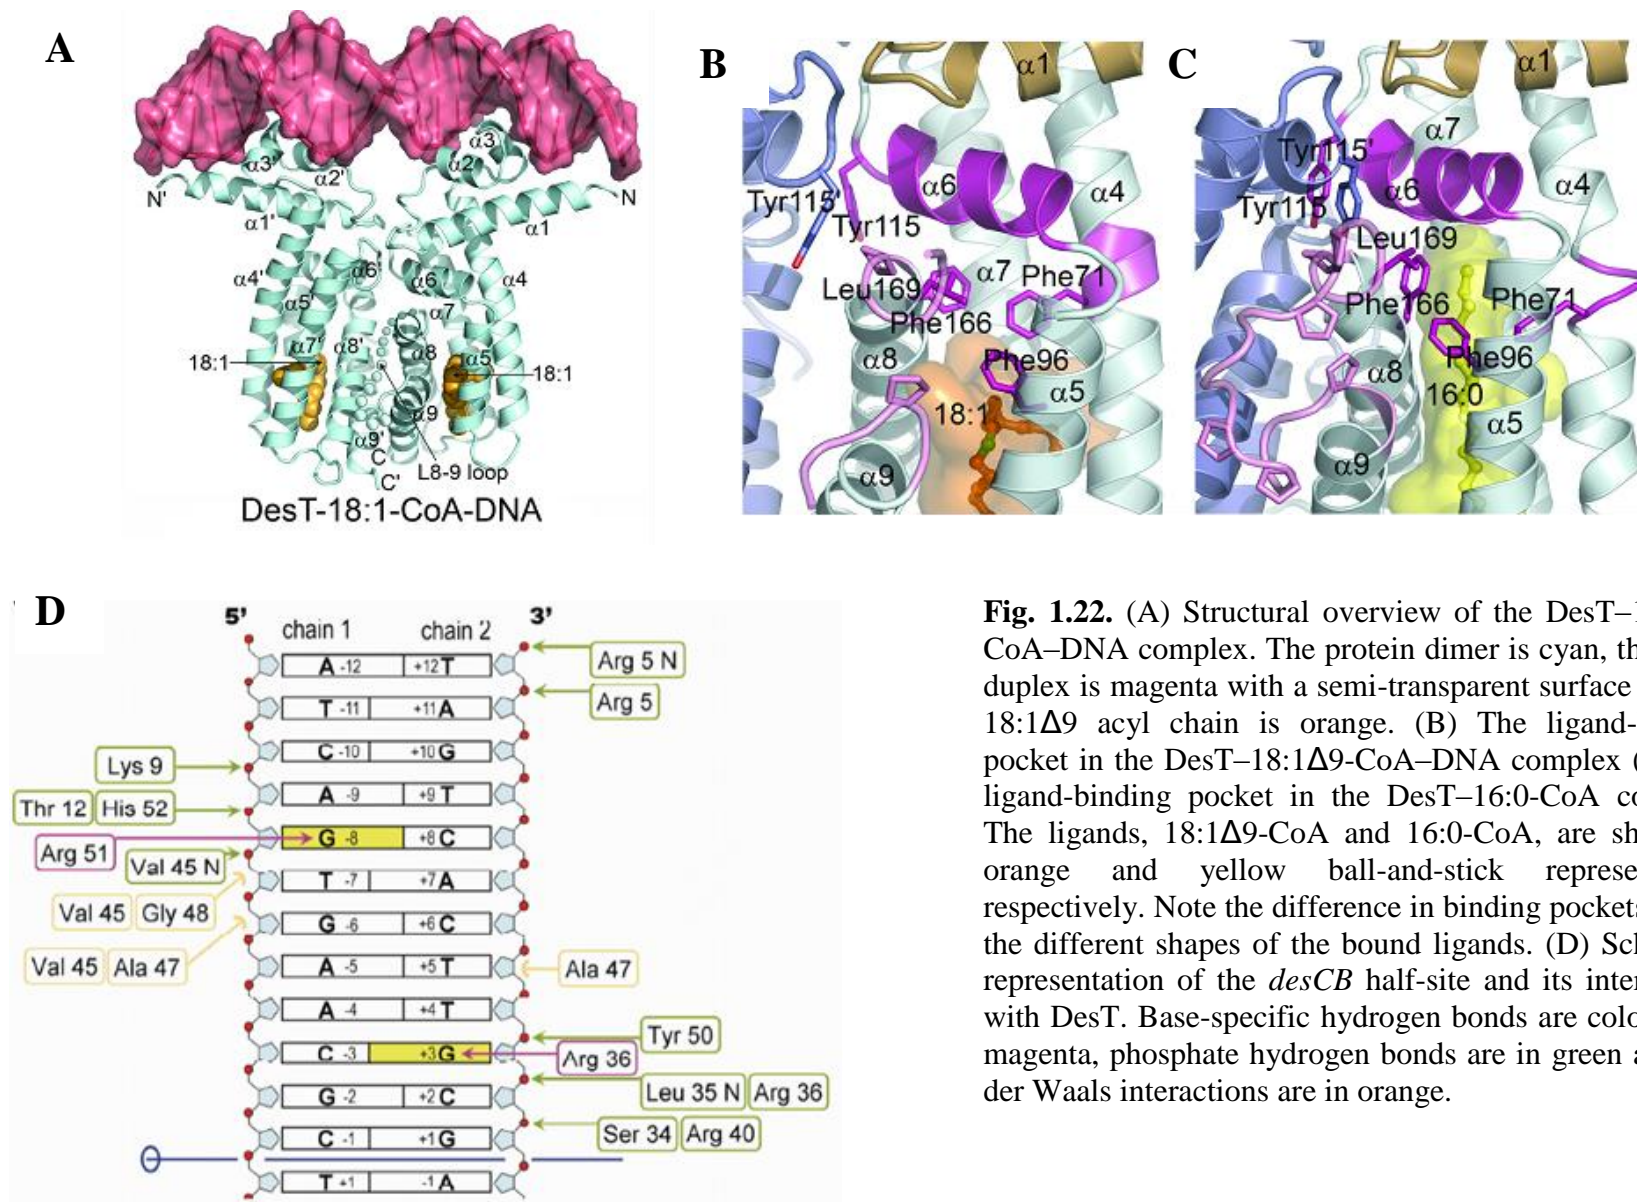 A
α3'
α2'
α3
α2
N'
N
α1'
α1
α4'
α6'
α6
α4
α5'
α7
18:1
α7'
α8'
α8
α5
18:1
α9
α9'
C
C'
L8-9 loop
DesT-18:1-CoA-DNA
B
α1
α6
α4
Tyr115'
Tyr115
α7
Phe71
Leu169
Phe166
α8
Phe96
18:1
α5
α9
C
α1
α7
Tyr115'
α6
α4
Tyr115
Leu169
Phe166
Phe71
α8
Phe96
16:0
α5
α9
D
5' 3'
chain 1 chain 2
A -12 +12 T
Arg 5 N
T -11 +11 A
Arg 5
C -10 +10 G
Lys 9
A -9 +9 T
Thr 12 His 52
G -8 +8 C
Arg 51
Val 45 N
T -7 +7 A
Val 45 Gly 48
G -6 +6 C
Val 45 Ala 47
A -5 +5 T
Ala 47
A -4 +4 T
Tyr 50
C -3 +3 G
Arg 36
G -2 +2 C
Leu 35 N Arg 36
C -1 +1 G
Ser 34 Arg 40
T +1 -1 A
Fig. 1.22. (A) Structural overview of the DesT–
CoA–DNA complex. The protein dimer is cyan,
duplex is magenta with a semi-transparent surface
18:1Δ9 acyl chain is orange. (B) The ligand-
pocket in the DesT–18:1Δ9-CoA–DNA complex (
ligand-binding pocket in the DesT–16:0-CoA
The ligands, 18:1Δ9-CoA and 16:0-CoA, are
orange and yellow ball-and-stick
respectively. Note the difference in binding pockets
the different shapes of the bound ligands. (D)
representation of the desCB half-site and its
with DesT. Base-specific hydrogen bonds are
magenta, phosphate hydrogen bonds are in green
der Waals interactions are in orange.